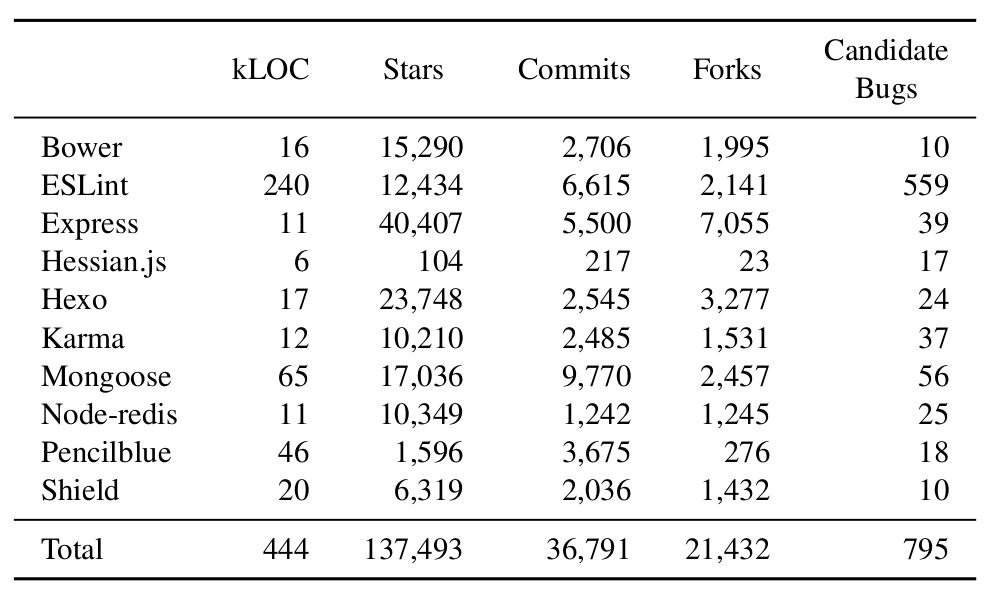 kLOC Stars Commits Forks Candidate Bugs
Bower 16 15,290 2,706 1,995 10
ESLint 240 12,434 6,615 2,141 559
Express 11 40,407 5,500 7,055 39
Hessian.js 6 104 217 23 17
Hexo 17 23,748 2,545 3,277 24
Karma 12 10,210 2,485 1,531 37
Mongoose 65 17,036 9,770 2,457 56
Node-redis 11 10,349 1,242 1,245 25
Pencilblue 46 1,596 3,675 276 18
Shield 20 6,319 2,036 1,432 10
Total 444 137,493 36,791 21,432 795